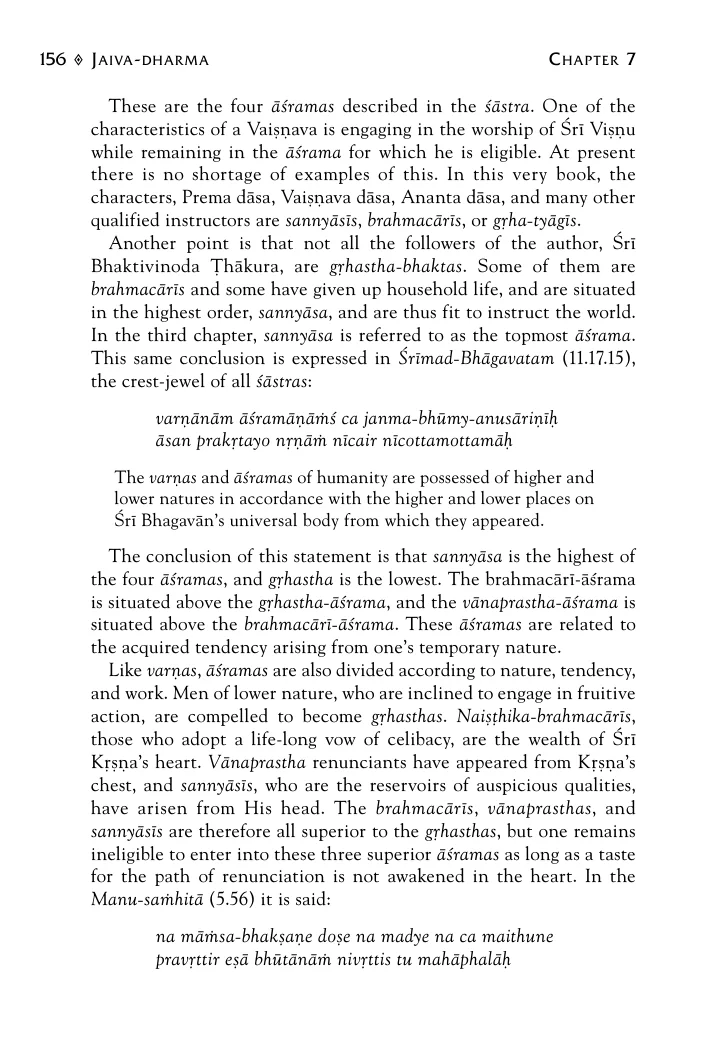 156 ◊ JAIVA-DHARMA CHAPTER 7
These are the four āśramas described in the śāstra. One of the
characteristics of a Vaiṣṇava is engaging in the worship of Śrī Viṣṇu
while remaining in the āśrama for which he is eligible. At present
there is no shortage of examples of this. In this very book, the
characters, Prema dāsa, Vaiṣṇava dāsa, Ananta dāsa, and many other
qualified instructors are sannyāsīs, brahmacārīs, or gṛha-tyāgīs.
Another point is that not all the followers of the author, Śrī
Bhaktivinoda Ṭhākura, are gṛhastha-bhaktas. Some of them are
brahmacārīs and some have given up household life, and are situated
in the highest order, sannyāsa, and are thus fit to instruct the world.
In the third chapter, sannyāsa is referred to as the topmost āśrama.
This same conclusion is expressed in Śrīmad-Bhāgavatam (11.17.15),
the crest-jewel of all śāstras:
varṇānām āśramāṇāṁś ca janma-bhūmy-anusāriṇīḥ
āsan prakṛtayo nṛṇāṁ nīcair nīcottamottamāḥ
The varṇas and āśramas of humanity are possessed of higher and
lower natures in accordance with the higher and lower places on
Śrī Bhagavān's universal body from which they appeared.
The conclusion of this statement is that sannyāsa is the highest of
the four āśramas, and gṛhastha is the lowest. The brahmacārī-āśrama
is situated above the gṛhastha-āśrama, and the vānaprastha-āśrama is
situated above the brahmacārī-āśrama. These āśramas are related to
the acquired tendency arising from one's temporary nature.
Like varṇas, āśramas are also divided according to nature, tendency,
and work. Men of lower nature, who are inclined to engage in fruitive
action, are compelled to become gṛhasthas. Naiṣṭhika-brahmacārīs,
those who adopt a life-long vow of celibacy, are the wealth of Śrī
Kṛṣṇa's heart. Vānaprastha renunciants have appeared from Kṛṣṇa's
chest, and sannyāsīs, who are the reservoirs of auspicious qualities,
have arisen from His head. The brahmacārīs, vānaprasthas, and
sannyāsīs are therefore all superior to the gṛhasthas, but one remains
ineligible to enter into these three superior āśramas as long as a taste
for the path of renunciation is not awakened in the heart. In the
Manu-saṁhitā (5.56) it is said:
na māṁsa-bhakṣaṇe doṣe na madye na ca maithune
pravṛttir eṣā bhūtānāṁ nivṛttis tu mahāphalāḥ